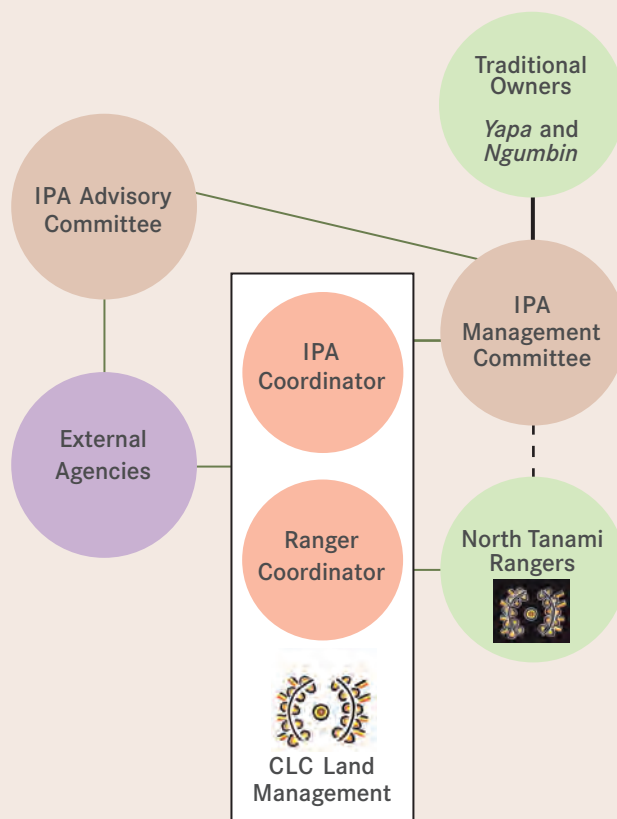 Traditional
Owners
Yapa and
Ngumbin
IPA Advisory
Committee
IPA
Management
Committee
IPA
Coordinator
External
Agencies
Ranger
Coordinator
North Tanami
Rangers
CLC Land
Management